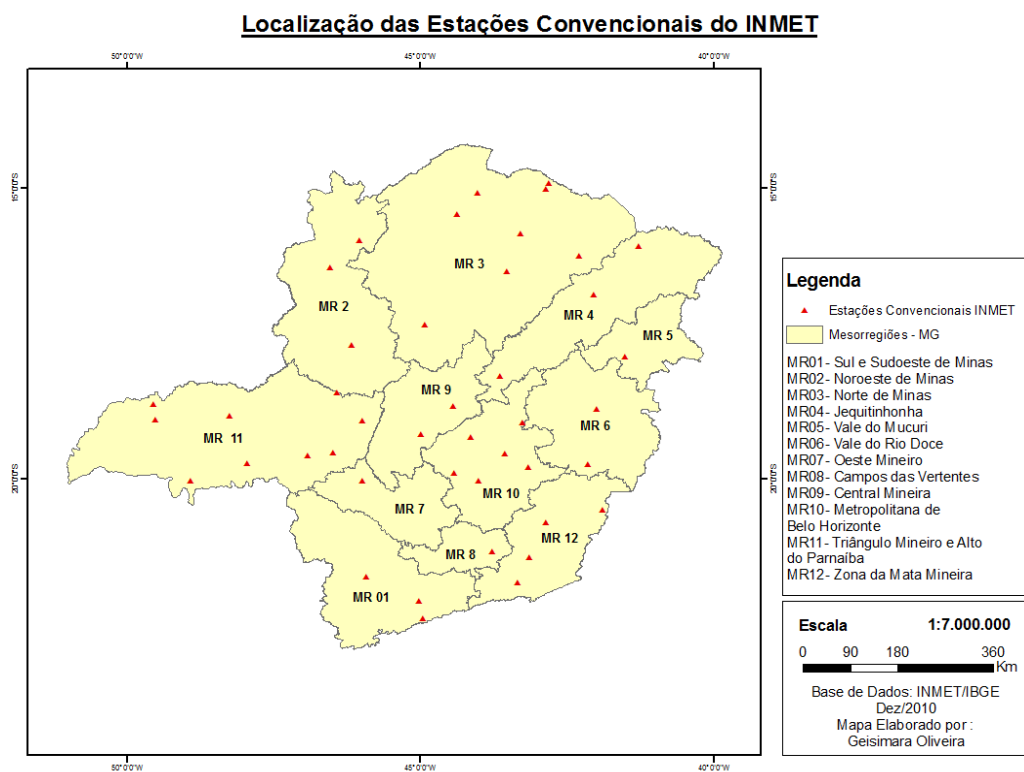 Localização das Estações Convencionais do INMET
50°0'0"W 45°0'0"W 40°0'0"W
15°0'0"S 15°0'0"S
MR 3
MR 2
MR 4
MR 5
MR 9
MR 11
MR 6
MR 10
MR 7
MR 12
MR 8
MR 01
20°0'0"S 20°0'0"S
50°0'0"W 45°0'0"W 40°0'0"W
Legenda
Estações Convencionais INMET
Mesorregiões - MG
MR01- Sul e Sudoeste de Minas
MR02- Noroeste de Minas
MR03- Norte de Minas
MR04- Jequitinhonha
MR05- Vale do Mucuri
MR06- Vale do Rio Doce
MR07- Oeste Mineiro
MR08- Campos das Vertentes
MR09- Central Mineira
MR10- Metropolitana de
Belo Horizonte
MR11- Triângulo Mineiro e Alto
do Parnaíba
MR12- Zona da Mata Mineira
Escala 1:7.000.000
0 90 180 360
Km
Base de Dados: INMET/IBGE
Dez/2010
Mapa Elaborado por :
Geisimara Oliveira